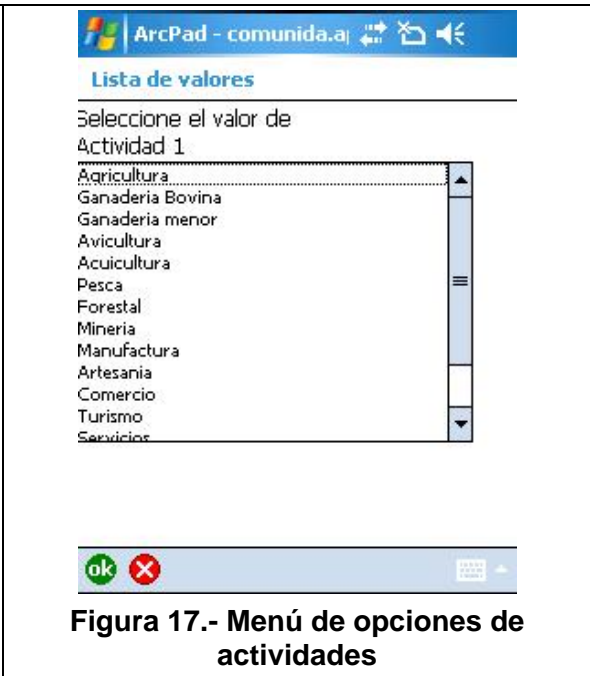 ArcPad - comunida.a
Lista de valores
Seleccione el valor de
Actividad 1
Agricultura
Ganaderia Bovina
Ganaderia menor
Avicultura
Acuicultura
Pesca
Forestal
Mineria
Manufactura
Artesania
Comercio
Turismo
Servicios
ok
Figura 17.- Menú de opciones de
actividades